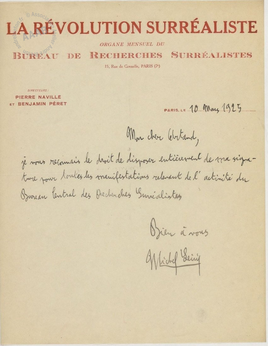 LA RÉVOLUTION SURRÉALISTE
ORGANE MENSUEL DU
BUREAU DE RECHERCHES SURRÉALISTES
15, Rue de Grenelle, PARIS (7e)
DIRECTEURS :
PIERRE NAVILLE
ET BENJAMIN PÉRET
PARIS, LE 10 Mars 1925
Mon cher
je vous reconnais le droit de disposer entièrement de ma signa-
ture pour toutes les manifestations relevant de l'activité du
Bureau Central des Recherches Surréalistes
Bien à vous
Michel Leiris